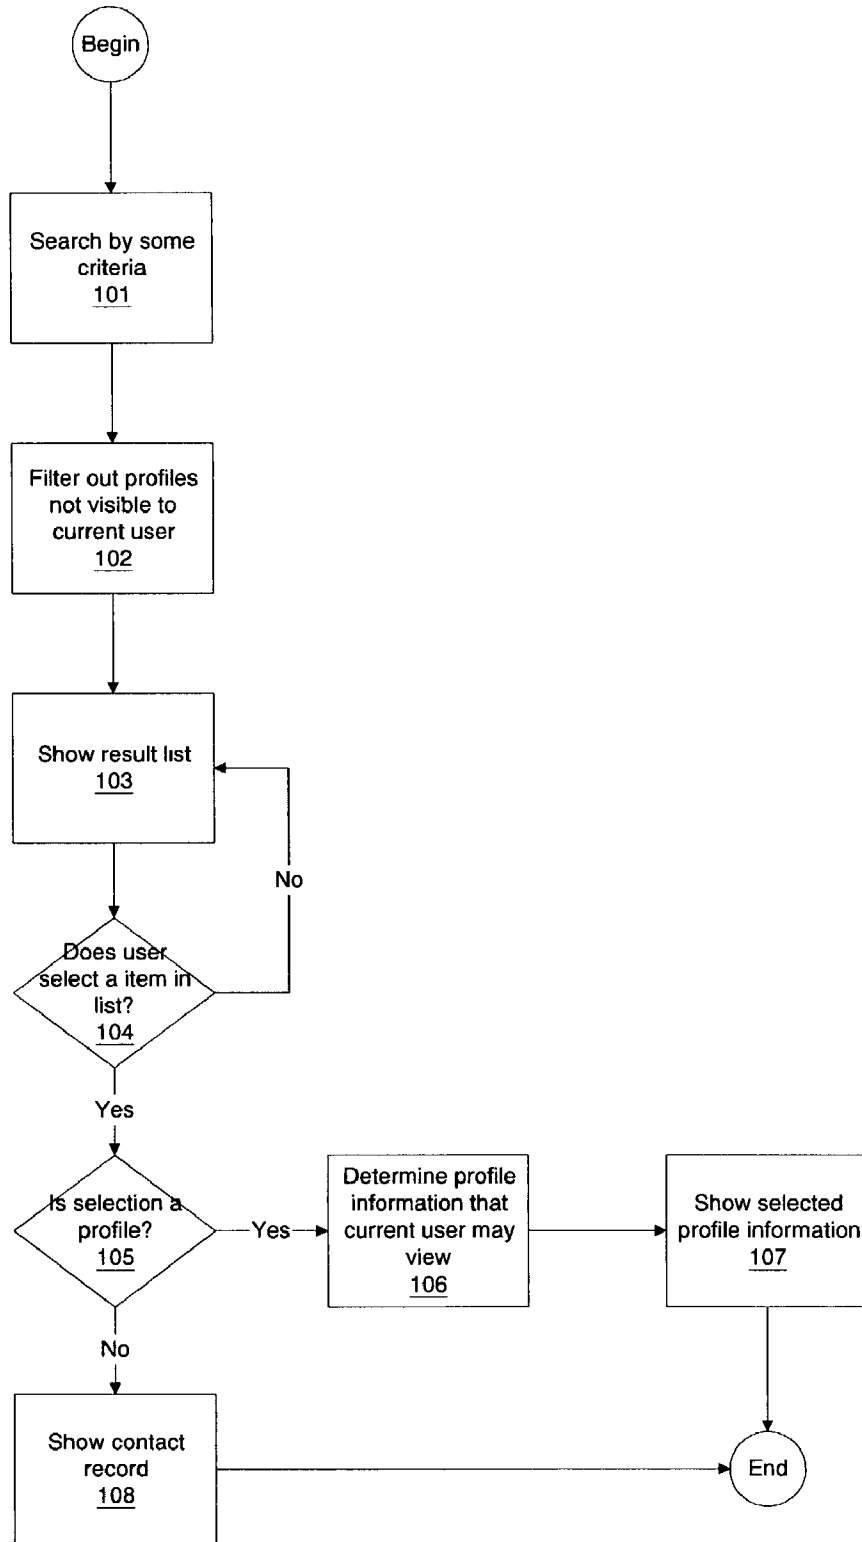 Begin
Search by some
criteria
101
Filter out profiles
not visible to
current user
102
Show result list
103
No
Does user
select a item in
list?
104
Yes
Is selection a
profile?
105
Yes
Determine profile
information that
current user may
view
106
Show selected
profile information
107
No
Show contact
record
108
End